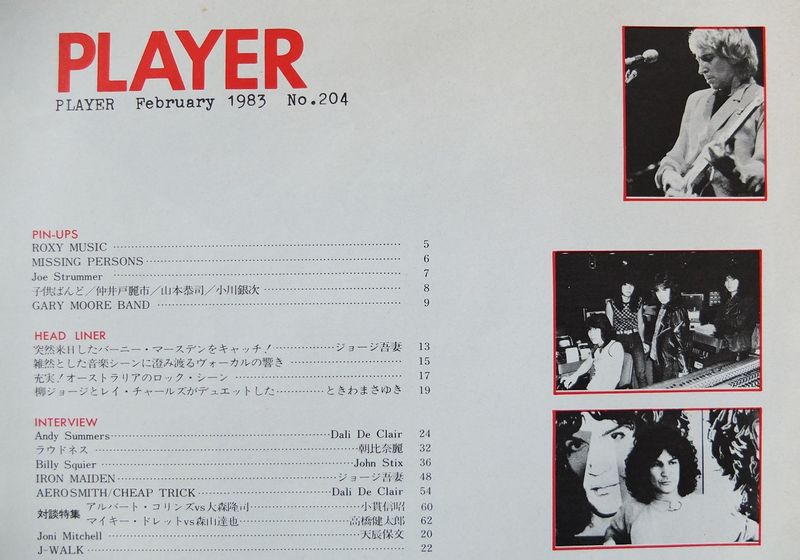 PLAYER
PLAYER February 1983 No.204
PIN-UPS
ROXY MUSIC 5
MISSING PERSONS 6
Joe Strummer 7
子供ばんど/仲井戸麗市/山本恭司/小川銀次 8
GARY MOORE BAND 9
HEAD LINER
突然来日したバーニー・マースデンをキャッチ! ジョージ吾妻 13
雑然とした音楽シーンに澄み渡るヴォーカルの響き 15
充実!オーストラリアのロック・シーン 17
柳ジョージとレイ・チャールズがデュエットした ときわまさゆき 19
INTERVIEW
Andy Summers Dali De Clair 24
ラウドネス 朝比奈麗 32
Billy Squier John Stix 36
IRON MAIDEN ジョージ吾妻 48
AEROSMITH/CHEAP TRICK Dali De Clair 54
対談特集 アルバート・コリンズvs大森隆司 小貫信昭 60
マイキー・ドレットvs森山達也 高橋健太郎 62
Joni Mitchell 天辰保文 20
J-WALK 22